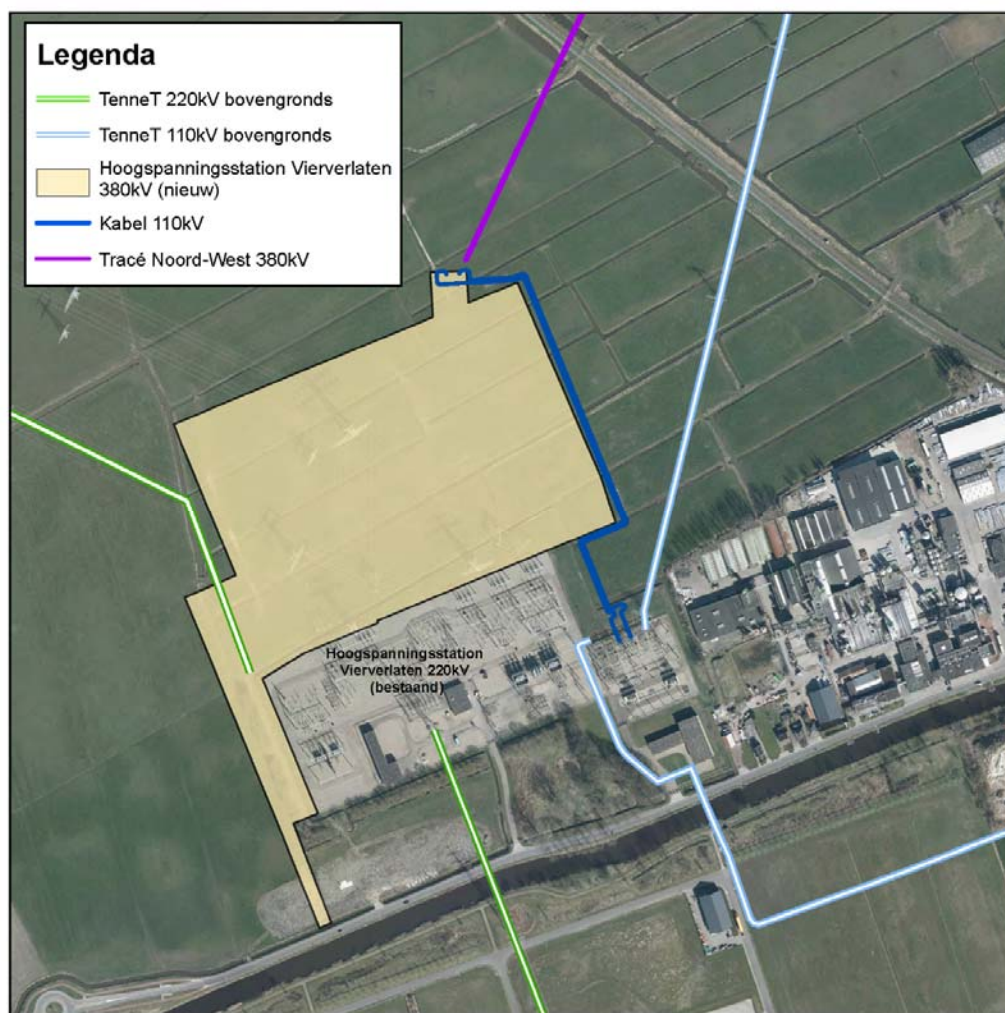 Legenda
TenneT 220kV bovengronds
TenneT 110kV bovengronds
Hoogspanningsstation Vierverlaten
380kV (nieuw)
Kabel 110kV
Tracé Noord-West 380kV
Hoogspanningsstation
Vierverlaten 220kV
(bestaand)